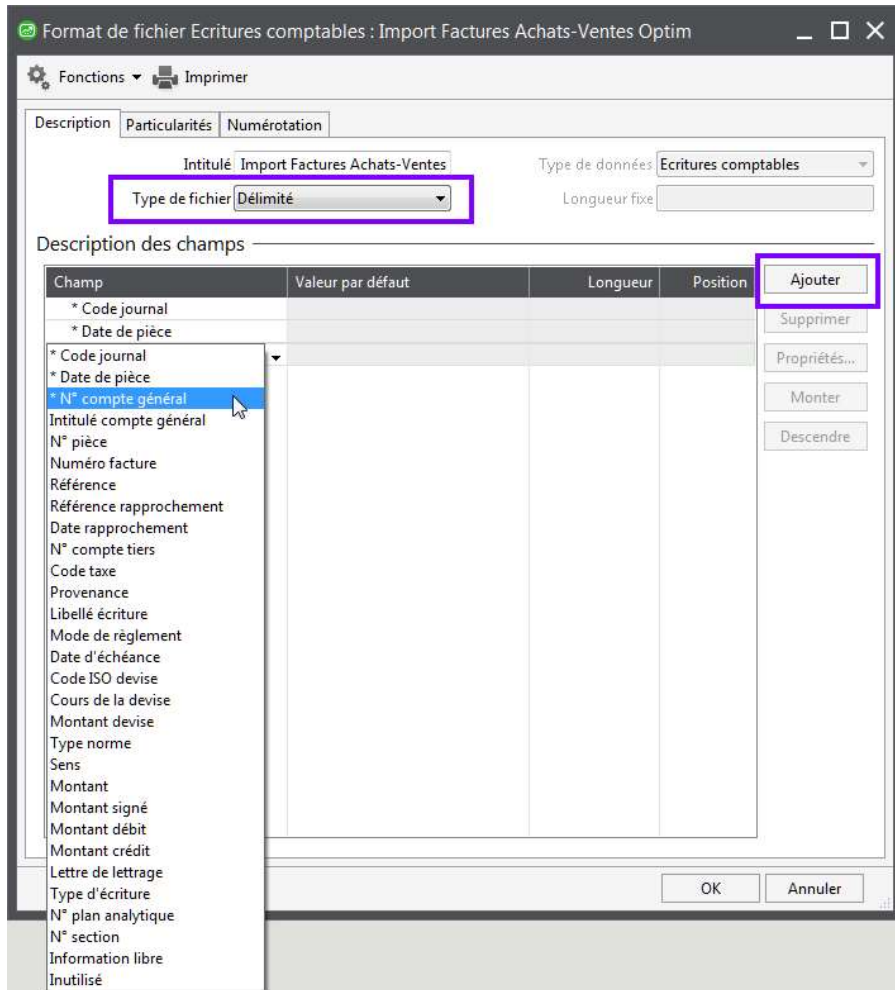 Format de fichier Ecritures comptables : Import Factures Achats-Ventes Optim
Fonctions Imprimer
Description Particularités Numérotation
Intitulé Import Factures Achats-Ventes Type de données Ecritures comptables
Type de fichier Délimité Longueur fixe
Description des champs
Champ Valeur par défaut Longueur Position Ajouter
* Code journal
Supprimer
* Date de pièce
* Code journal
Propriétés...
* Date de pièce
* N° compte général
Monter
Intitulé compte général
N° pièce
Descendre
Numéro facture
Référence
Référence rapprochement
Date rapprochement
N° compte tiers
Code taxe
Provenance
Libellé écriture
Mode de règlement
Date d'échéance
Code ISO devise
Cours de la devise
Montant devise
Type norme
Sens
Montant
Montant signé
Montant débit
Montant crédit
Lettre de lettrage
Type d'écriture
OK Annuler
N° plan analytique
N° section
Information libre
Inutilisé